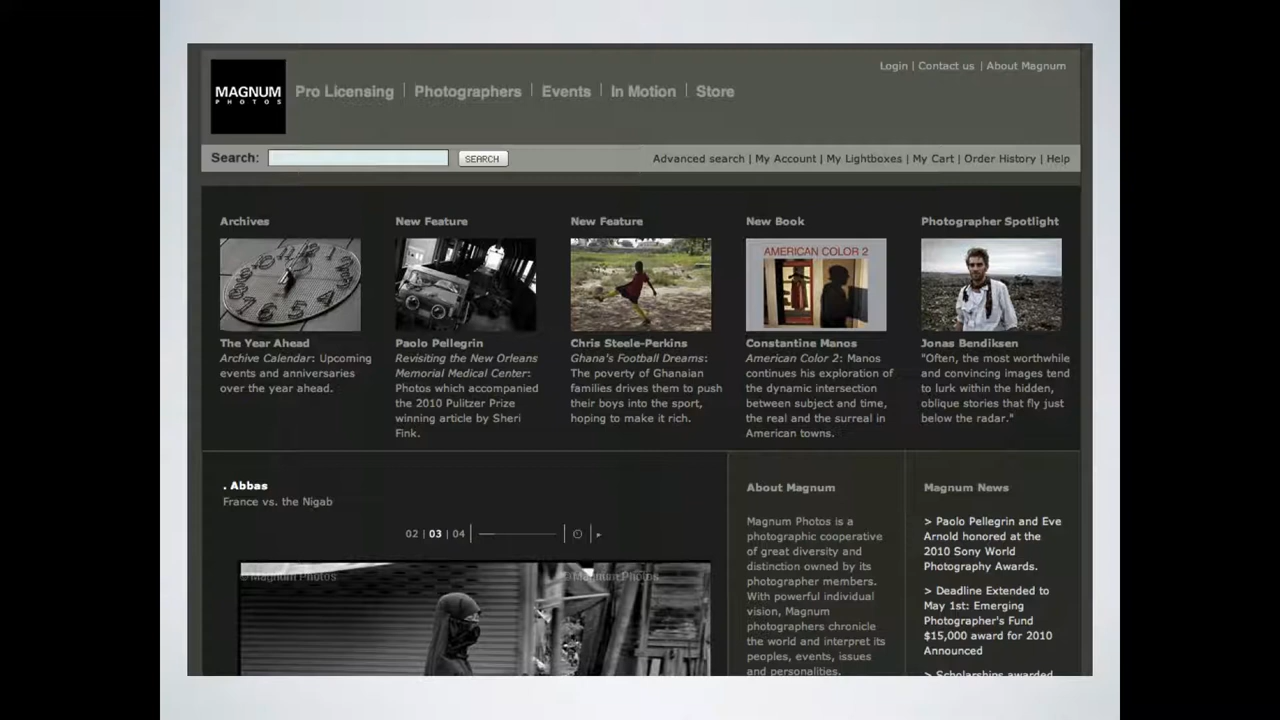 Login | Contact us | About Magnum
MAGNUM
PHOTOS
Pro Licensing | Photographers | Events | In Motion | Store
Search: SEARCH
Advanced search | My Account | My Lightboxes | My Cart | Order History | Help
Archives
The Year Ahead
Archive Calendar: Upcoming
events and anniversaries
over the year ahead.
New Feature
Paolo Pellegrin
Revisiting the New Orleans
Memorial Medical Center:
Photos which accompanied
the 2010 Pulitzer Prize
winning article by Sheri
Fink.
New Feature
Chris Steele-Perkins
Ghana's Football Dreams:
The poverty of Ghanaian
families drives them to push
their boys into the sport,
hoping to make it rich.
New Book
AMERICAN COLOR 2
Constantine Manos
American Color 2: Manos
continues his exploration of
the dynamic intersection
between subject and time,
the real and the surreal in
American towns.
Photographer Spotlight
Jonas Bendiksen
"Often, the most worthwhile
and convincing images tend
to lurk within the hidden,
oblique stories that fly just
below the radar."
. Abbas
France vs. the Niqab
02 | 03 | 04
© Magnum Photos
© Magnum Photos
About Magnum
Magnum Photos is a
photographic cooperative
of great diversity and
distinction owned by its
photographer members.
With powerful individual
vision, Magnum
photographers chronicle
the world and interpret its
peoples, events, issues
and personalities.
Magnum News
> Paolo Pellegrin and Eve
Arnold honored at the
2010 Sony World
Photography Awards.
> Deadline Extended to
May 1st: Emerging
Photographer's Fund
$15,000 award for 2010
Announced
> Scholarships awarded